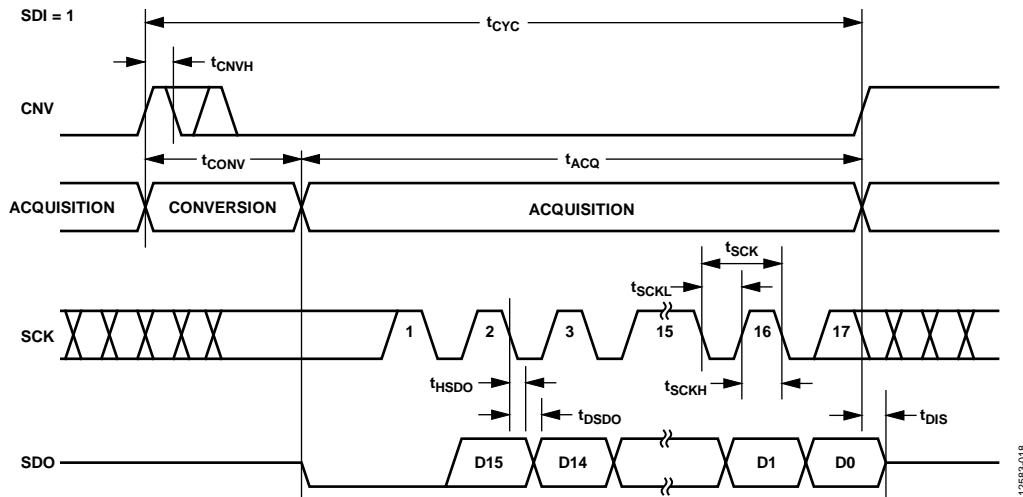 SDI = 1
tCYC
tCNVH
CNV
tCONV
tACQ
ACQUISITION
CONVERSION
ACQUISITION
tSCK
tSCKL
SCK
1
2
3
15
16
17
tHSDO
tSCKH
tDSDO
tDIS
SDO
D15
D14
D1
D0
12583-018